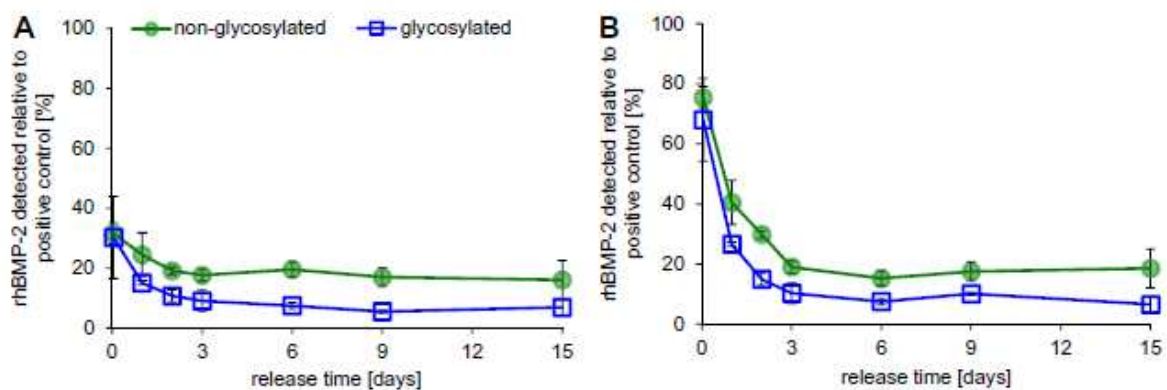 A
non-glycosylated
glycosylated
rhBMP-2 detected relative to
positive control [%]
100
80
60
40
20
0
0 3 6 9 12 15
release time [days]
B
rhBMP-2 detected relative to
positive control [%]
100
80
60
40
20
0
0 3 6 9 12 15
release time [days]